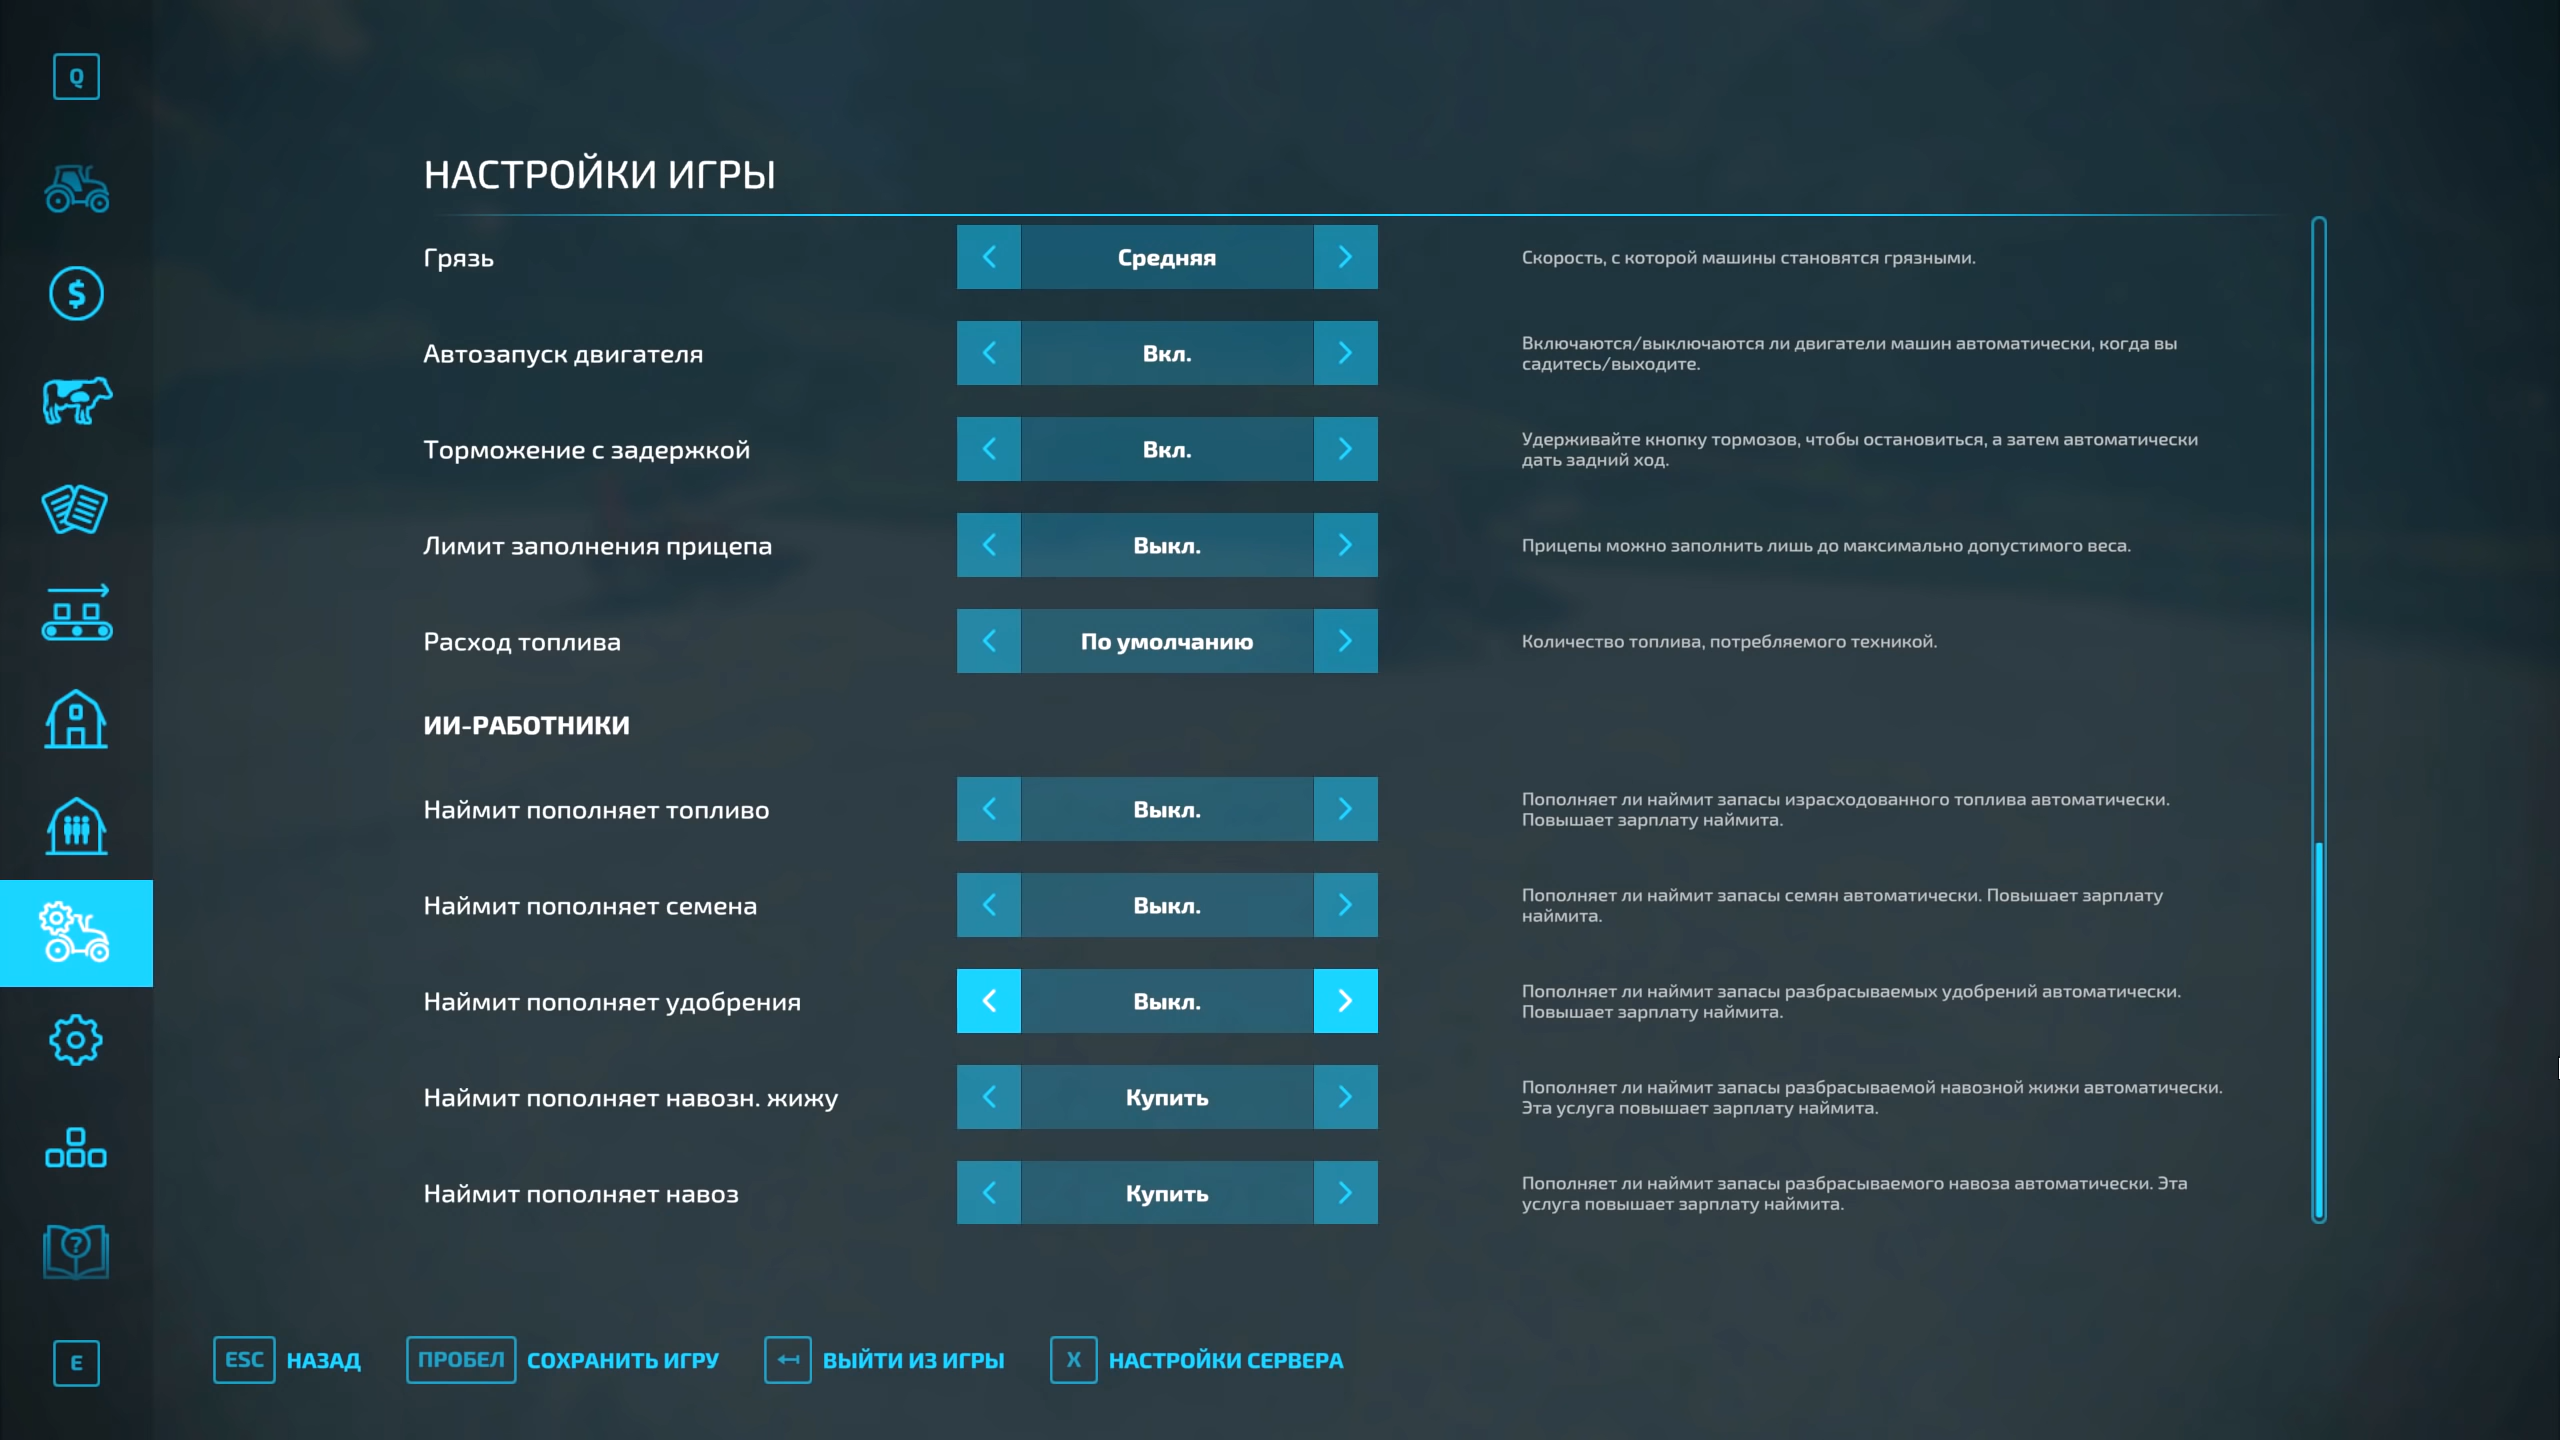 Q
НАСТРОЙКИ ИГРЫ
Грязь
Средняя
Скорость, с которой машины становятся грязными.
Автозапуск двигателя
Вкл.
Включаются/выключаются ли двигатели машин автоматически, когда вы
садитесь/выходите.
Торможение с задержкой
Вкл.
Удерживайте кнопку тормозов, чтобы остановиться, а затем автоматически
дать задний ход.
Лимит заполнения прицепа
Выкл.
Прицепы можно заполнить лишь до максимально допустимого веса.
Расход топлива
По умолчанию
Количество топлива, потребляемого техникой.
ИИ-РАБОТНИКИ
Наймит пополняет топливо
Выкл.
Пополняет ли наймит запасы израсходованного топлива автоматически.
Повышает зарплату наймита.
Наймит пополняет семена
Выкл.
Пополняет ли наймит запасы семян автоматически. Повышает зарплату
наймита.
Наймит пополняет удобрения
Выкл.
Пополняет ли наймит запасы разбрасываемых удобрений автоматически.
Повышает зарплату наймита.
Наймит пополняет навозн. жижу
Купить
Пополняет ли наймит запасы разбрасываемой навозной жижи автоматически.
Эта услуга повышает зарплату наймита.
Наймит пополняет навоз
Купить
Пополняет ли наймит запасы разбрасываемого навоза автоматически. Эта
услуга повышает зарплату наймита.
E
ESC НАЗАД ПРОБЕЛ СОХРАНИТЬ ИГРУ ВЫЙТИ ИЗ ИГРЫ X НАСТРОЙКИ СЕРВЕРА